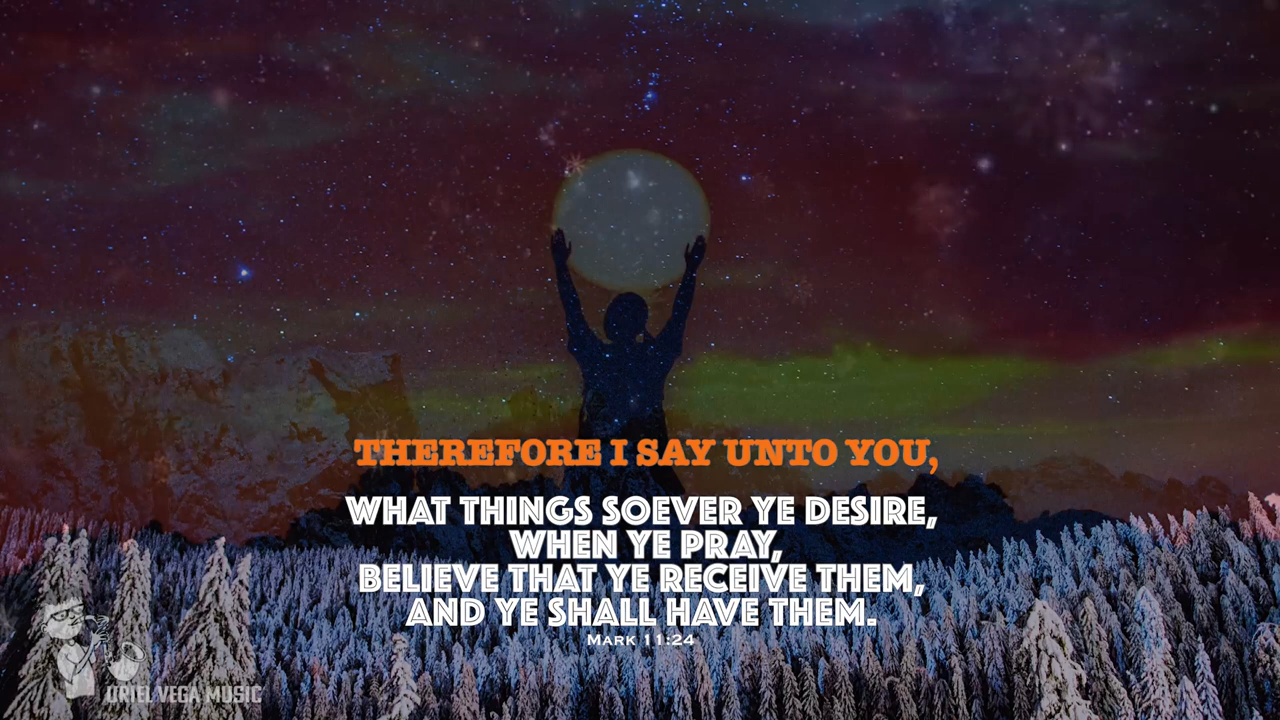 THEREFORE I SAY UNTO YOU,
WHAT THINGS SOEVER YE DESIRE,
WHEN YE PRAY,
BELIEVE THAT YE RECEIVE THEM,
AND YE SHALL HAVE THEM.
Mark 11:24
URIEL VEGA MUSIC